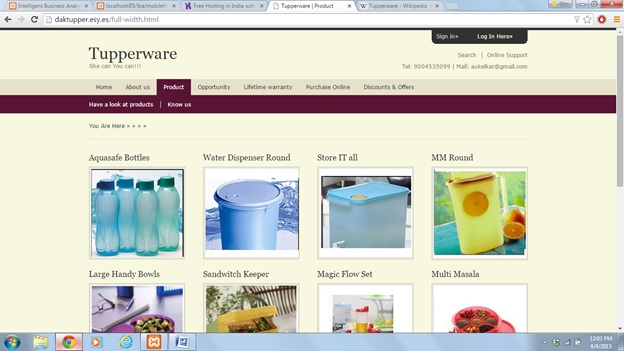 Intelligent Business Analy
localhost:85/
Free Hosting in India with
Tupperware | Product
Tupperware - Wikipedia,
daktupper.esy.es/full-width.html
Sign in»
Log In Here»
Tupperware
She can You can!!!
Search
Online Support
Tel: 9004535099 | Mail: aukelkar@gmail.com
Home
About us
Product
Opportunity
Lifetime warranty
Purchase Online
Discounts & Offers
Have a look at products
Know us
You Are Here » » » »
Aquasafe Bottles
Water Dispenser Round
Store IT all
MM Round
Large Handy Bowls
Sandwitch Keeper
Magic Flow Set
Multi Masala
12:03 PM
4/4/2015